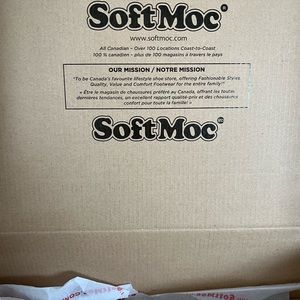 SoftMoc®
www.softmoc.com
All Canadian – Over 100 Locations Coast-to-Coast
100 % canadien – plus de 100 magasins à travers le pays
OUR MISSION / NOTRE MISSION
"To be Canada's favourite lifestyle shoe store, offering Fashionable Styles,
Quality, Value and Comfort Footwear for the entire family!"
« Être le magasin de chaussures préféré au Canada, offrant les toutes
dernières tendances, un excellent rapport qualité-prix et des chaussures
confort pour toute la famille! »
SoftMoc